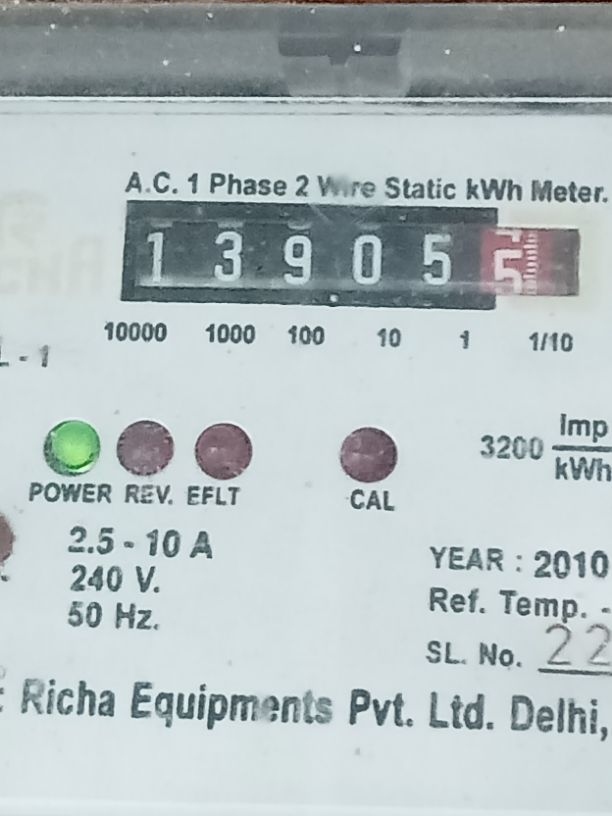 A.C. 1 Phase 2 Wire Static kWh Meter.
1 3 9 0 5 5
10000 1000 100 10 1 1/10
L - 1
3200 imp/kWh
POWER REV. EFLT CAL
2.5 - 10 A
240 V.
50 Hz.
YEAR : 2010
Ref. Temp. -
SL. No. 22
: Richa Equipments Pvt. Ltd. Delhi,